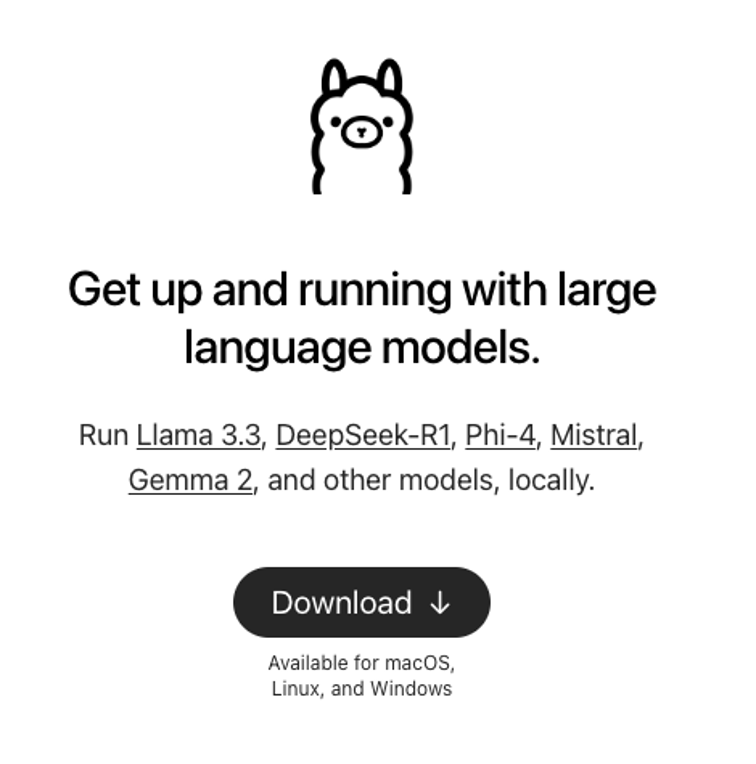 Get up and running with large
language models.
Run Llama 3.3, DeepSeek-R1, Phi-4, Mistral,
Gemma 2, and other models, locally.
Download ↓
Available for macOS,
Linux, and Windows